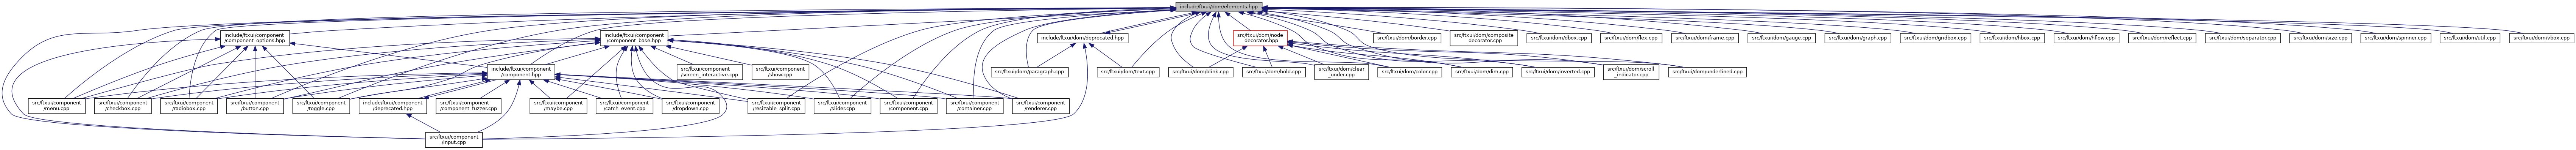 include/ftxui/dom/elements.hpp
include/ftxui/component
/component_options.hpp
include/ftxui/component
/component_base.hpp
include/ftxui/dom/deprecated.hpp
src/ftxui/dom/node
_decorator.hpp
src/ftxui/dom/border.cpp
src/ftxui/dom/composite
_decorator.cpp
src/ftxui/dom/dbox.cpp
src/ftxui/dom/flex.cpp
src/ftxui/dom/frame.cpp
src/ftxui/dom/gauge.cpp
src/ftxui/dom/graph.cpp
src/ftxui/dom/gridbox.cpp
src/ftxui/dom/hbox.cpp
src/ftxui/dom/hflow.cpp
src/ftxui/dom/reflect.cpp
src/ftxui/dom/separator.cpp
src/ftxui/dom/size.cpp
src/ftxui/dom/spinner.cpp
src/ftxui/dom/util.cpp
src/ftxui/dom/vbox.cpp
include/ftxui/component
/component.hpp
src/ftxui/component
/screen_interactive.cpp
src/ftxui/component
/show.cpp
src/ftxui/dom/paragraph.cpp
src/ftxui/dom/text.cpp
src/ftxui/dom/blink.cpp
src/ftxui/dom/bold.cpp
src/ftxui/dom/clear
_under.cpp
src/ftxui/dom/color.cpp
src/ftxui/dom/dim.cpp
src/ftxui/dom/inverted.cpp
src/ftxui/dom/scroll
_indicator.cpp
src/ftxui/dom/underlined.cpp
src/ftxui/component
/menu.cpp
src/ftxui/component
/checkbox.cpp
src/ftxui/component
/radiobox.cpp
src/ftxui/component
/button.cpp
src/ftxui/component
/toggle.cpp
include/ftxui/component
/deprecated.hpp
src/ftxui/component
/component_fuzzer.cpp
src/ftxui/component
/maybe.cpp
src/ftxui/component
/catch_event.cpp
src/ftxui/component
/dropdown.cpp
src/ftxui/component
/resizable_split.cpp
src/ftxui/component
/slider.cpp
src/ftxui/component
/component.cpp
src/ftxui/component
/container.cpp
src/ftxui/component
/renderer.cpp
src/ftxui/component
/input.cpp